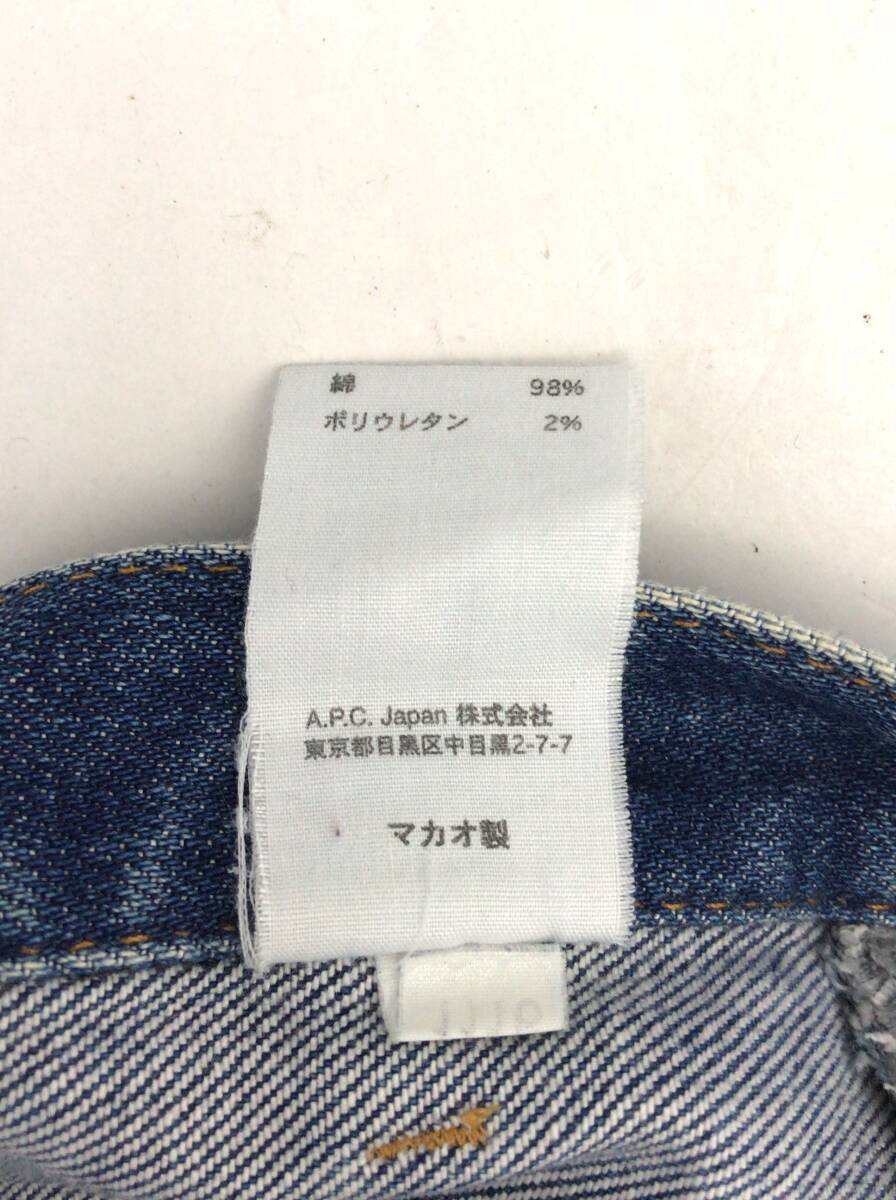 綿 98%
ポリウレタン 2%
A.P.C. Japan 株式会社
東京都目黒区中目黒2-7-7
マカオ製